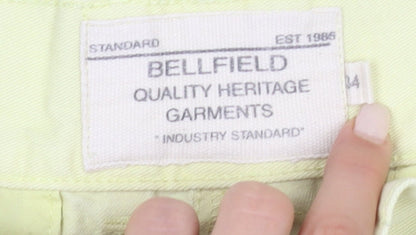 STANDARD EST 1986
BELLFIELD
QUALITY HERITAGE
GARMENTS
"INDUSTRY STANDARD"
34